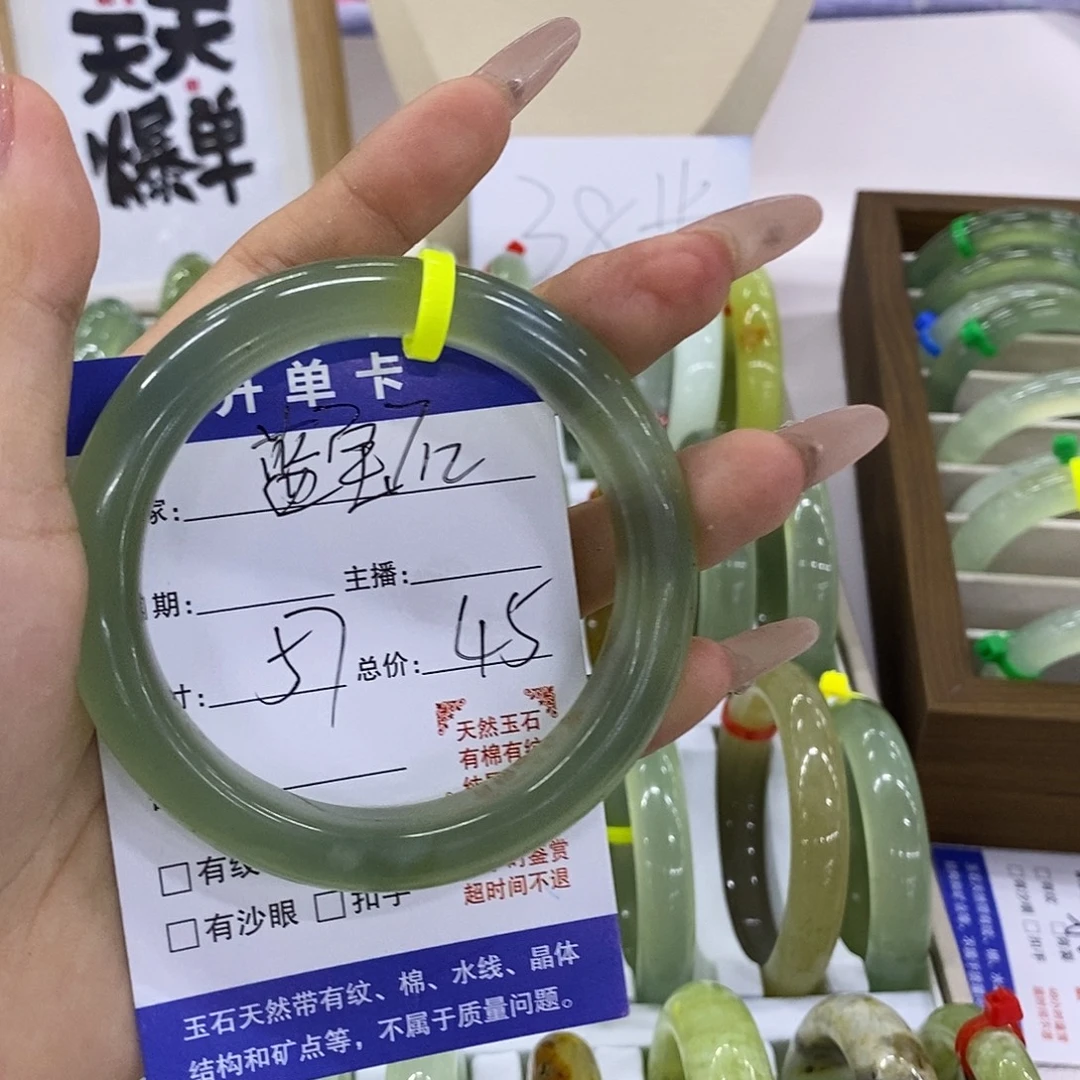 天天
爆单
38
开单卡
家:
期: 主播:
寸: 57 总价: 45
天然玉石
有棉有纹
鉴赏
超时间不退
□有纹
□有沙眼 □扣手
玉石天然带有纹、棉、水线、晶体
结构和矿点等，不属于质量问题。